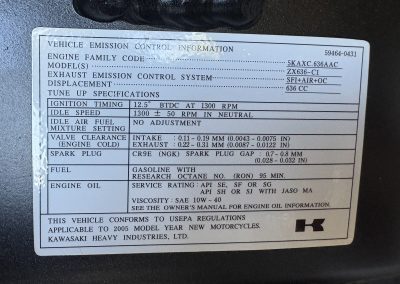 VEHICLE EMISSION CONTROL INFORMATION 59464-0431
ENGINE FAMILY CODE 5KAXC.636AAC
MODEL(S) ZX636-C1
EXHAUST EMISSION CONTROL SYSTEM SFI+AIR+OC
DISPLACEMENT 636 CC
TUNE UP SPECIFICATIONS
IGNITION TIMING 12.5° BTDC AT 1300 RPM
IDLE SPEED 1300 ± 50 RPM IN NEUTRAL
IDLE AIR FUEL MIXTURE SETTING NO ADJUSTMENT
VALVE CLEARANCE INTAKE : 0.11 - 0.19 MM (0.0043 - 0.0075 IN)
(ENGINE COLD) EXHAUST : 0.22 - 0.31 MM (0.0087 - 0.0122 IN)
SPARK PLUG CR9E (NGK) SPARK PLUG GAP : 0.7 - 0.8 MM
(0.028 - 0.032 IN)
FUEL GASOLINE WITH
RESEARCH OCTANE NO. (RON) 95 MIN.
ENGINE OIL SERVICE RATING : API SE, SF OR SG
API SH OR SJ WITH JASO MA
VISCOSITY : SAE 10W - 40
SEE THE OWNER'S MANUAL FOR ENGINE OIL INFORMATION.
THIS VEHICLE CONFORMS TO USEPA REGULATIONS
APPLICABLE TO 2005 MODEL YEAR NEW MOTORCYCLES.
KAWASAKI HEAVY INDUSTRIES, LTD.
K